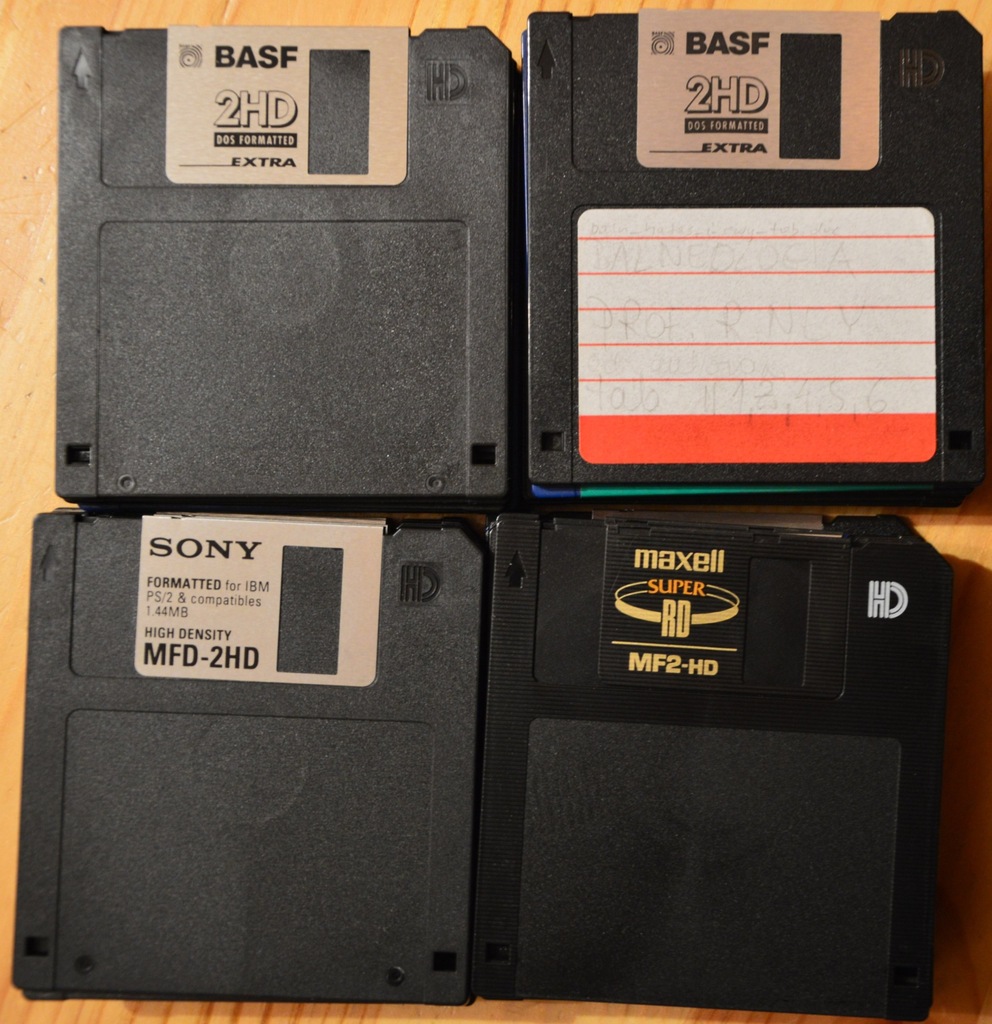 BASF
2HD
DOS FORMATTED
EXTRA
HD
BASF
2HD
DOS FORMATTED
EXTRA
HD
PROF.
SONY
FORMATTED for IBM
PS/2 & compatibles
1.44MB
HIGH DENSITY
MFD-2HD
HD
maxell
SUPER
RD
MF2-HD
HD